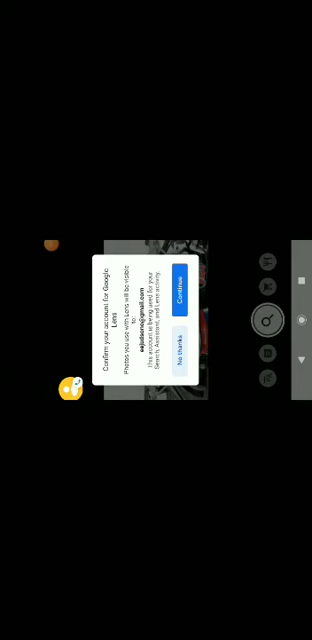 Confirm your account for Google
Lens
Photos you use with Lens will be visible
to
This account is being used for your
Search, Assistant, and Lens activity.
No thanks
Continue